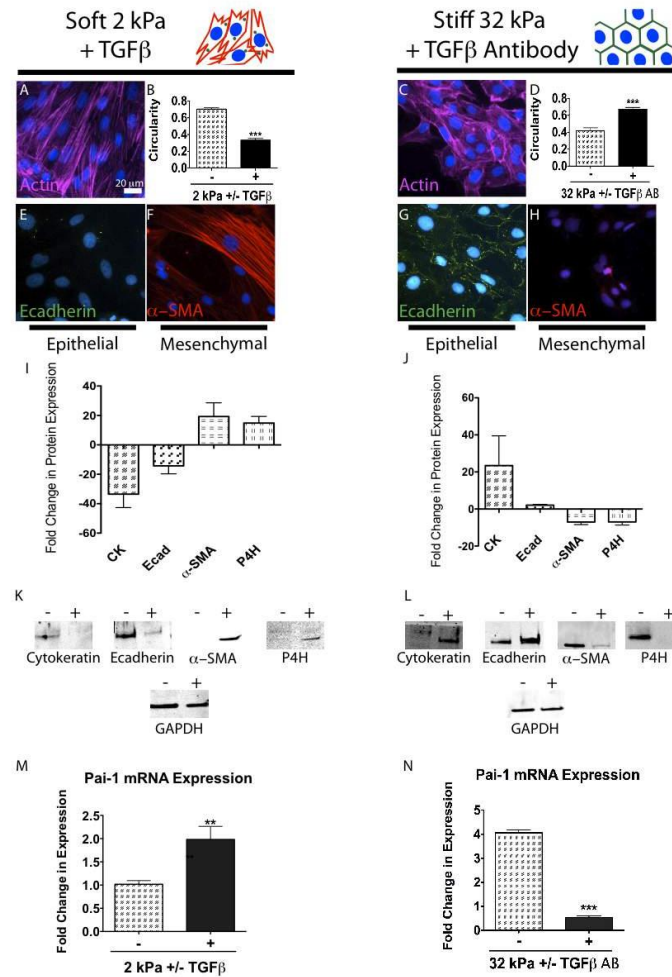 Soft 2 kPa
+ TGFβ
Stiff 32 kPa
+ TGFβ Antibody
A
Actin
20 μm
B
Circularity
0.8
0.6
0.4
0.2
0.0
***
-
+
2 kPa +/- TGFβ
C
Actin
D
Circularity
0.8
0.6
0.4
0.2
0.0
***
-
+
32 kPa +/- TGFβ AB
E
Ecadherin
F
α-SMA
G
Ecadherin
H
α-SMA
Epithelial
Mesenchymal
Epithelial
Mesenchymal
I
Fold Change in Protein Expression
40
20
0
-20
-40
-60
CK
Ecad
α-SMA
P4H
J
Fold Change in Protein Expression
60
40
20
0
-20
CK
Ecad
α-SMA
P4H
K
- +
- +
- +
- +
Cytokeratin
Ecadherin
α-SMA
P4H
- +
GAPDH
L
- +
- +
- +
- +
Cytokeratin
Ecadherin
α-SMA
P4H
- +
GAPDH
M
Pai-1 mRNA Expression
Fold Change in Expression
2.5
2.0
1.5
1.0
0.5
0.0
**
-
+
2 kPa +/- TGFβ
N
Pai-1 mRNA Expression
Fold Change in Expression
5
4
3
2
1
0
***
-
+
32 kPa +/- TGFβ AB